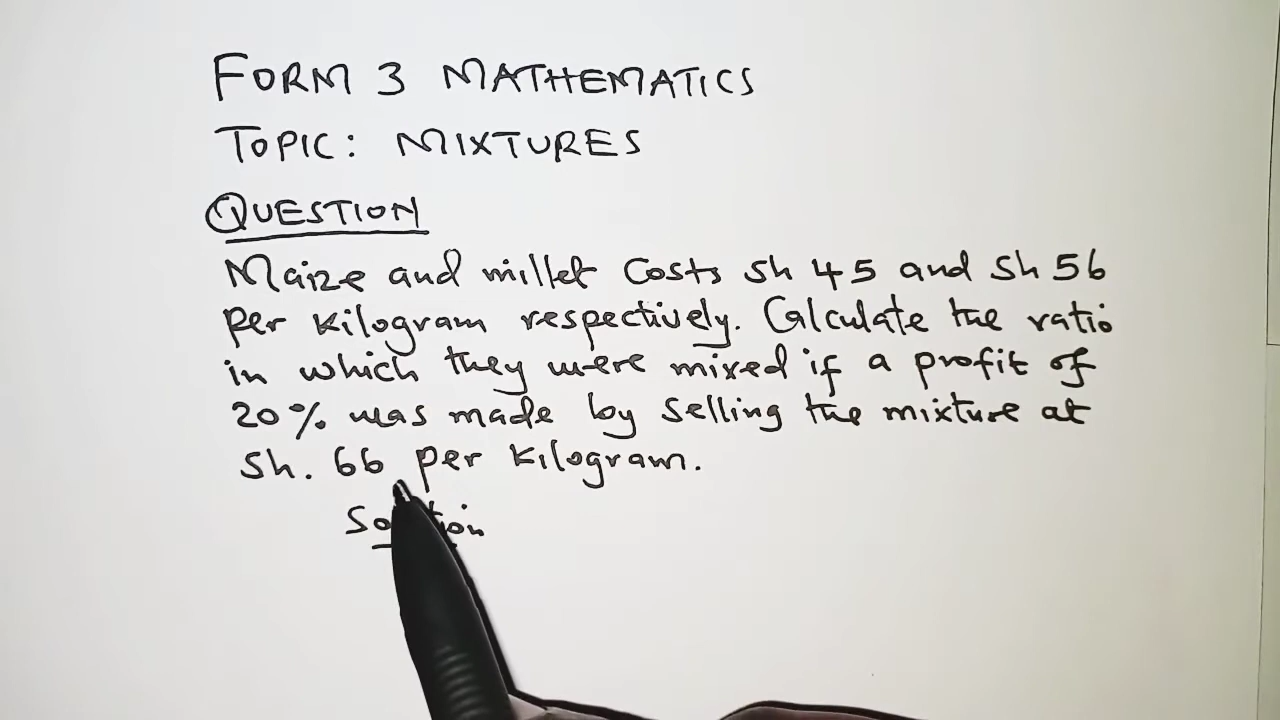 FORM 3 MATHEMATICS
TOPIC: MIXTURES
QUESTION
Maize and millet Costs Sh 45 and Sh 56
per kilogram respectively. Calculate the ratio
in which they were mixed if a profit of
20% was made by selling the mixture at
Sh. 66 per kilogram.